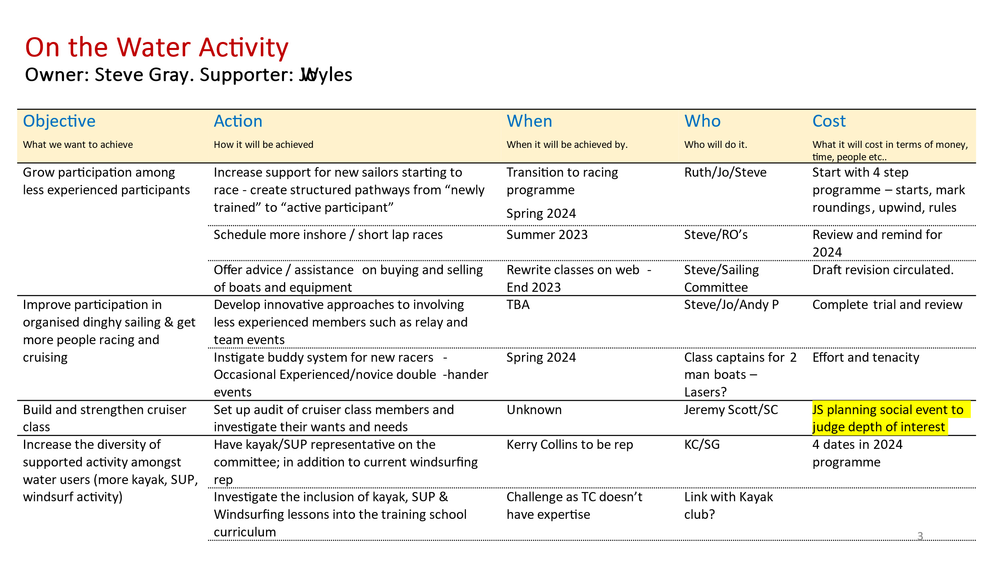 On the Water Activity
Owner: Steve Gray. Supporter: Jo Wyles
Objective
What we want to achieve
Action
How it will be achieved
When
When it will be achieved by.
Who
Who will do it.
Cost
What it will cost in terms of money,
time, people etc..
Grow participation among
less experienced participants
Increase support for new sailors starting to
race - create structured pathways from “newly
trained” to “active participant”
Transition to racing
programme
Spring 2024
Ruth/Jo/Steve
Start with 4 step
programme – starts, mark
roundings, upwind, rules
Schedule more inshore / short lap races
Summer 2023
Steve/RO’s
Review and remind for
2024
Offer advice / assistance on buying and selling
of boats and equipment
Rewrite classes on web -
End 2023
Steve/Sailing
Committee
Draft revision circulated.
Improve participation in
organised dinghy sailing & get
more people racing and
cruising
Develop innovative approaches to involving
less experienced members such as relay and
team events
TBA
Steve/Jo/Andy P
Complete trial and review
Instigate buddy system for new racers -
Occasional Experienced/novice double -hander
events
Spring 2024
Class captains for 2
man boats –
Lasers?
Effort and tenacity
Build and strengthen cruiser
class
Set up audit of cruiser class members and
investigate their wants and needs
Unknown
Jeremy Scott/SC
JS planning social event to
judge depth of interest
Increase the diversity of
supported activity amongst
water users (more kayak, SUP,
windsurf activity)
Have kayak/SUP representative on the
committee; in addition to current windsurfing
rep
Kerry Collins to be rep
KC/SG
4 dates in 2024
programme
Investigate the inclusion of kayak, SUP &
Windsurfing lessons into the training school
curriculum
Challenge as TC doesn’t
have expertise
Link with Kayak
club?
3